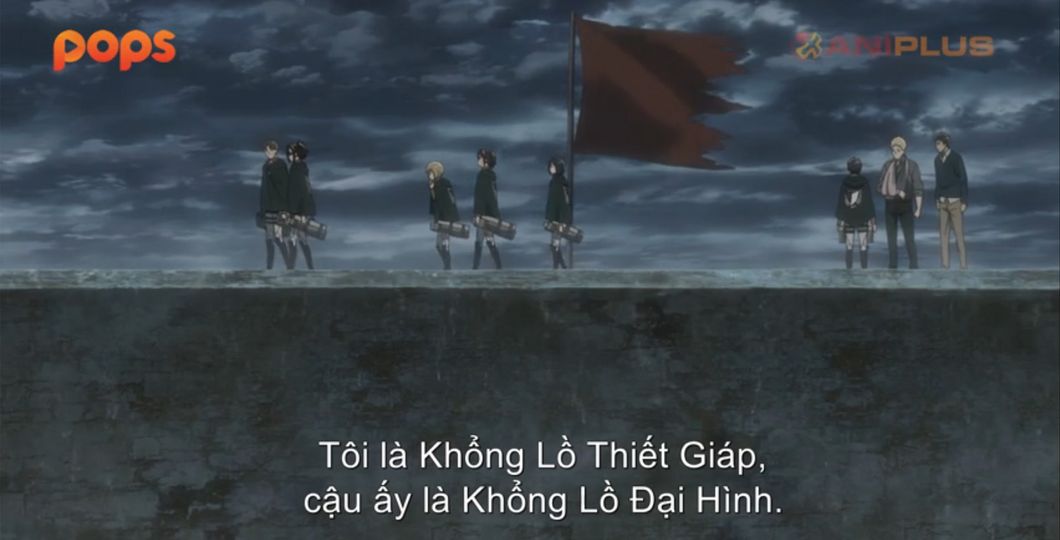 POPS
ANIPLUS
Tôi là Khổng Lồ Thiết Giáp,
cậu ấy là Khổng Lồ Đại Hình.